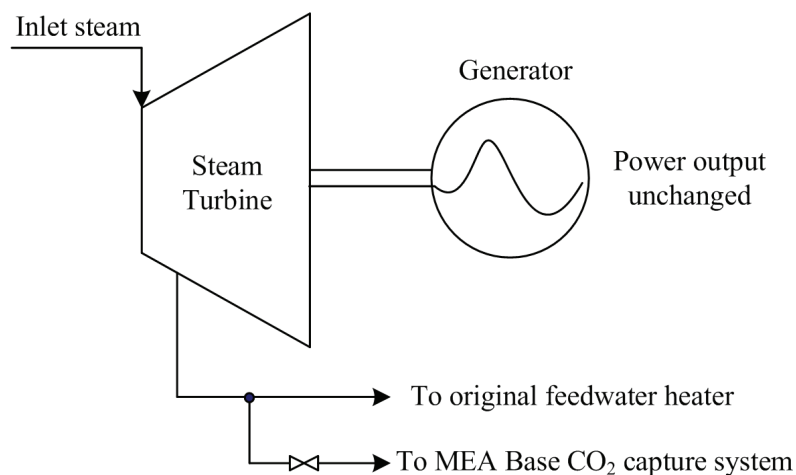 Inlet steam
Generator
Steam
Turbine
Power output
unchanged
To original feedwater heater
To MEA Base CO₂ capture system